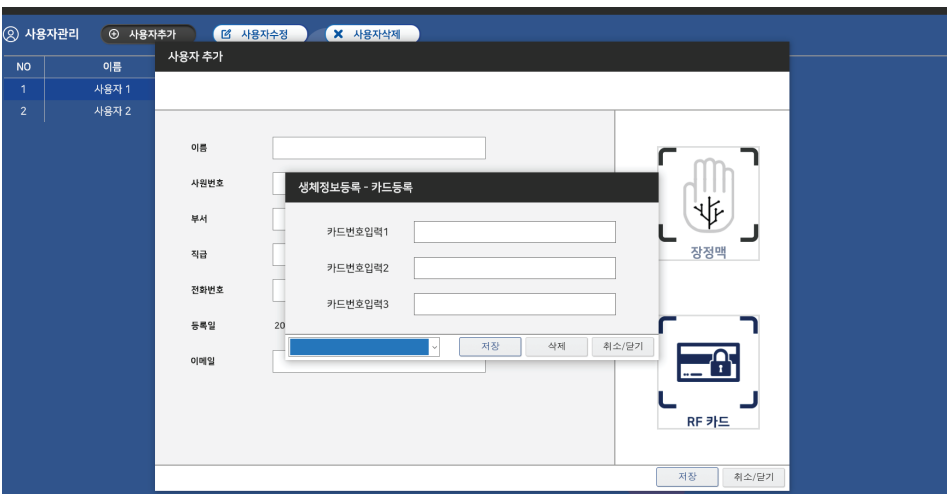 사용자관리 사용자추가 사용자수정 사용자삭제
NO 이름
1 사용자 1
2 사용자 2
사용자 추가
이름
사원번호
부서
직급
전화번호
등록일 20
이메일
생체정보등록 - 카드등록
카드번호입력1
카드번호입력2
카드번호입력3
저장 삭제 취소/닫기
장정맥
RF 카드
저장 취소/닫기